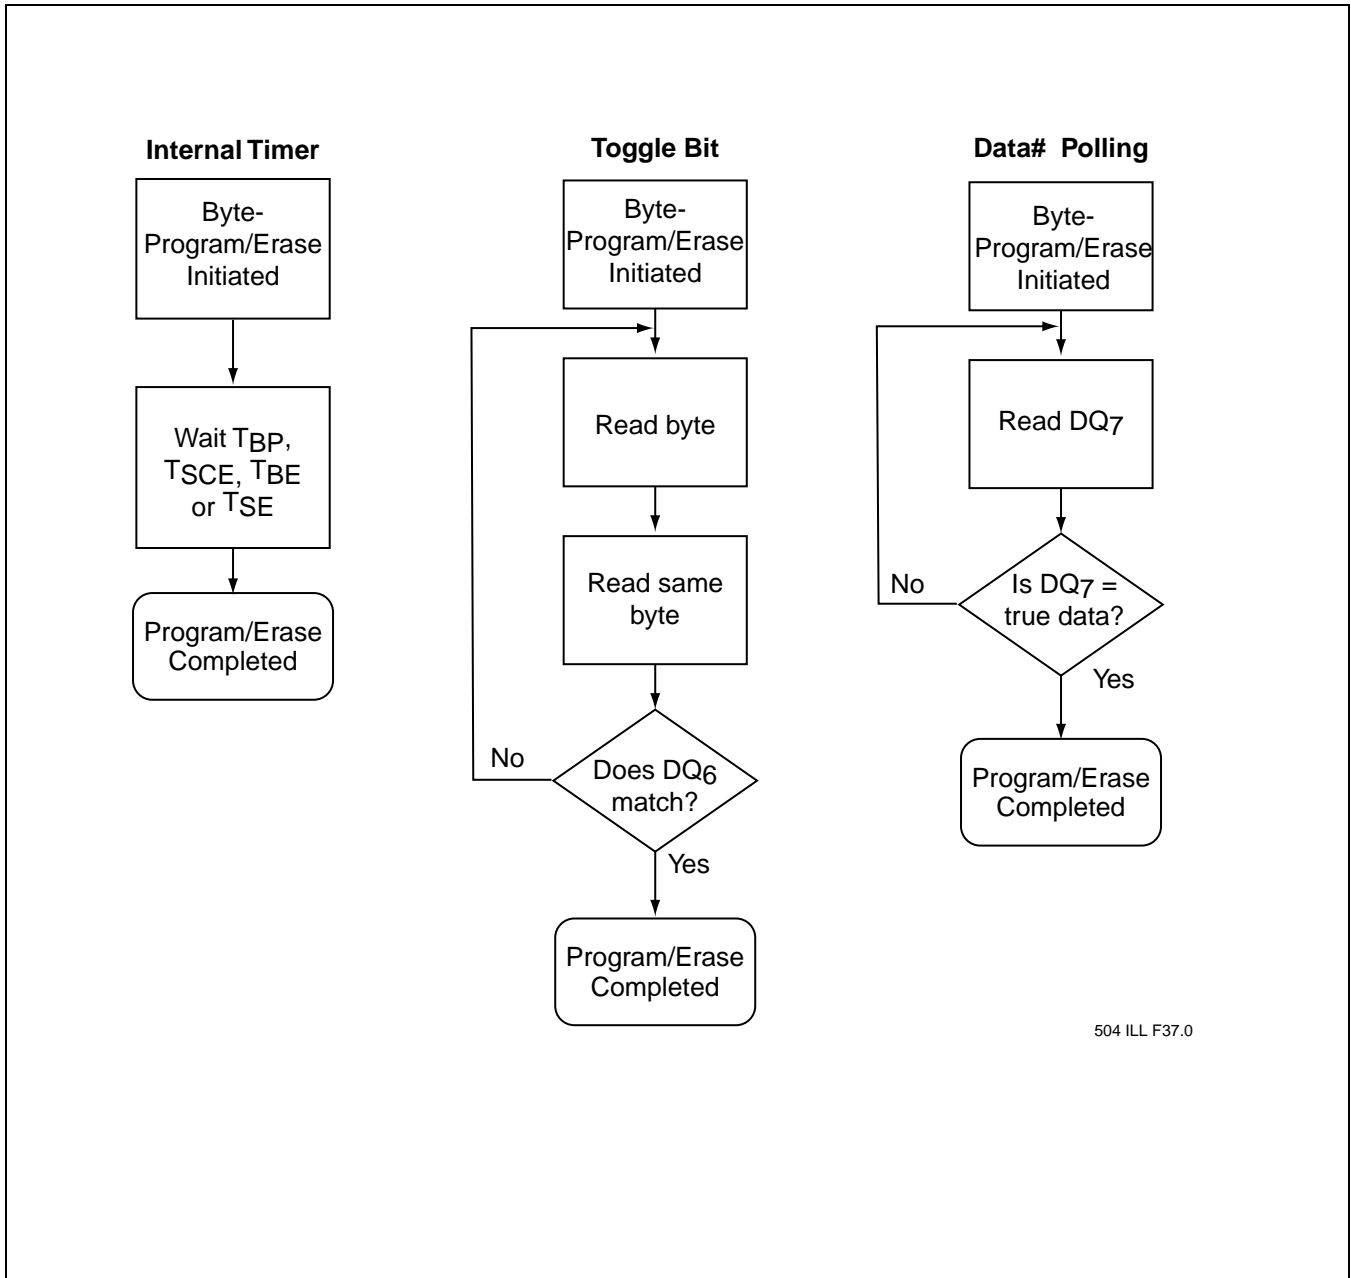 Internal Timer
Byte-
Program/Erase
Initiated
Wait TBP,
TSCE, TBE
or TSE
Program/Erase
Completed
Toggle Bit
Byte-
Program/Erase
Initiated
Read byte
Read same
byte
No
Does DQ6
match?
Yes
Program/Erase
Completed
Data# Polling
Byte-
Program/Erase
Initiated
Read DQ7
No
Is DQ7 =
true data?
Yes
Program/Erase
Completed
504 ILL F37.0